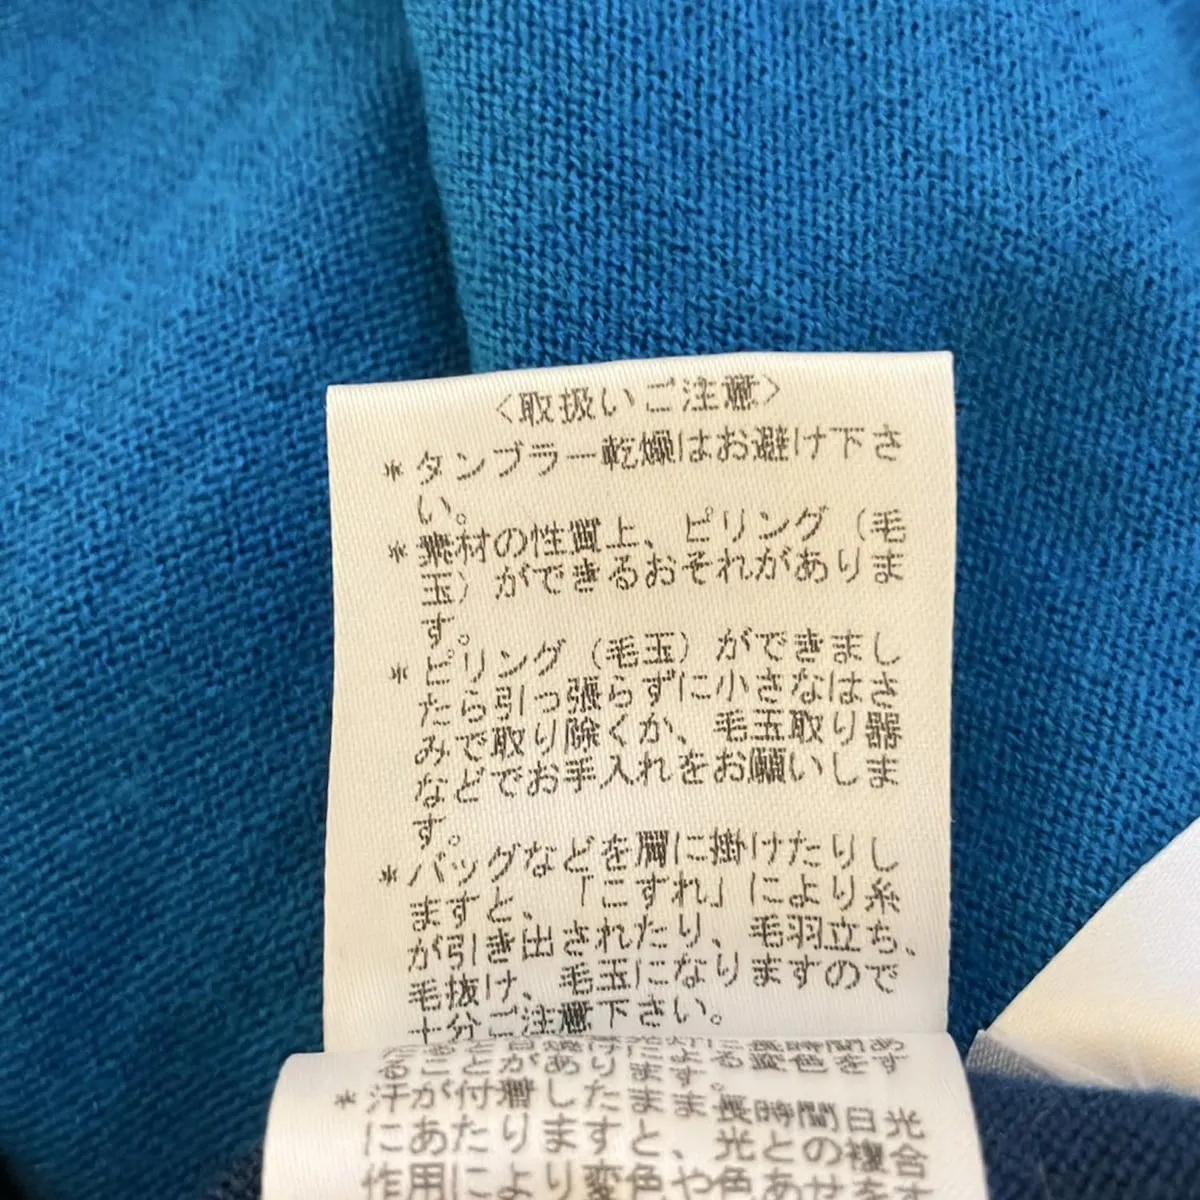 〈取扱いご注意〉
*タンブラー乾燥はお避け下さ
い。
*素材の性質上、ピリング（毛
玉）ができるおそれがありま
す。
*ピリング（毛玉）ができまし
たら引っ張らずに小さなはさ
みで取り除くか、毛玉取り器
などでお手入れをお願いしま
す。
*バッグなどを肩に掛けたりし
ますと、「こすれ」により糸
が引き出されたり、毛羽立ち、
毛抜け、毛玉になりますので
十分ご注意下さい。
ることがあります。
*汗が付着したまま長時間日光
にあたりますと、光との複合
作用により変色や色あせをす